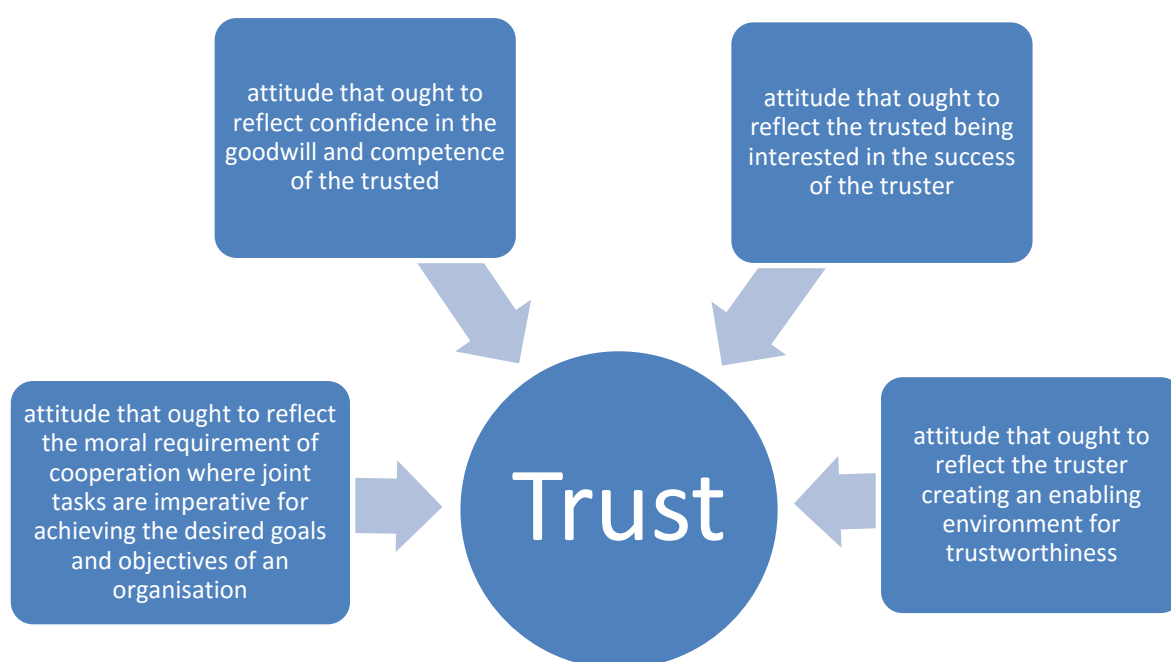 attitude that ought to
reflect confidence in the
goodwill and competence
of the trusted
attitude that ought to
reflect the trusted being
interested in the success
of the truster
attitude that ought to reflect
the moral requirement of
cooperation where joint
tasks are imperative for
achieving the desired goals
and objectives of an
organisation
Trust
attitude that ought to
reflect the truster
creating an enabling
environment for
trustworthiness